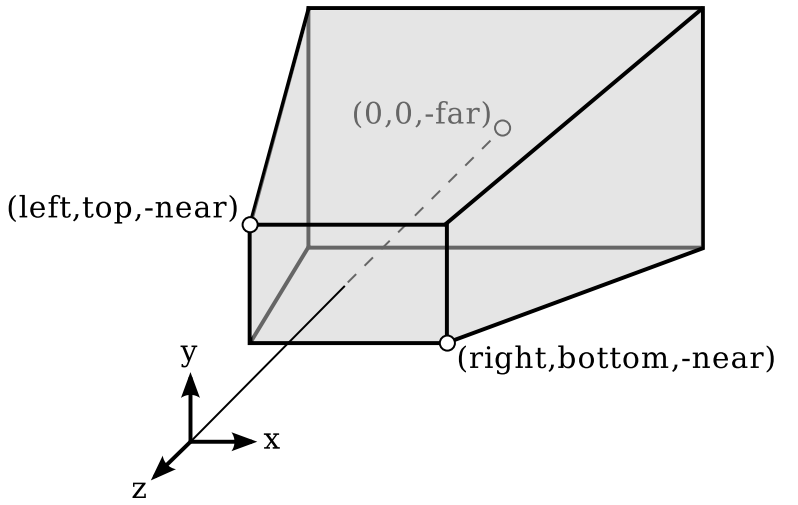 (0,0,-far)
(left,top,-near)
(right,bottom,-near)
y
x
z